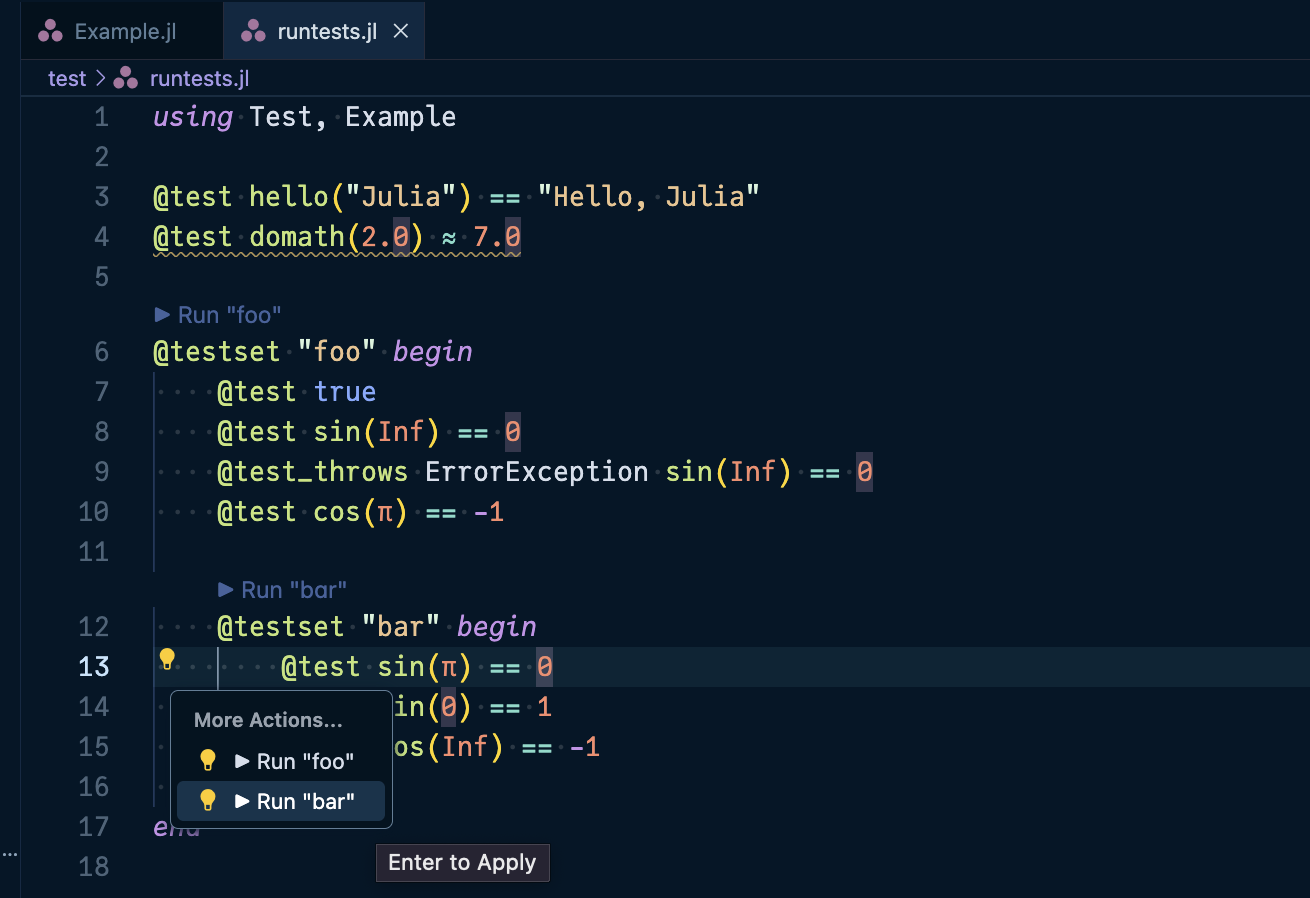 Example.jl
runtests.jl
test > runtests.jl
1 using Test, Example
2
3 @test hello("Julia") == "Hello, Julia"
4 @test domath(2.0) ≈ 7.0
5
▶ Run "foo"
6 @testset "foo" begin
7 @test true
8 @test sin(Inf) == 0
9 @test_throws ErrorException sin(Inf) == 0
10 @test cos(π) == -1
11
▶ Run "bar"
12 @testset "bar" begin
13 @test sin(π) == 0
14 in(0) == 1
15 os(Inf) == -1
16
17 end
18
More Actions...
▶ Run "foo"
▶ Run "bar"
Enter to Apply